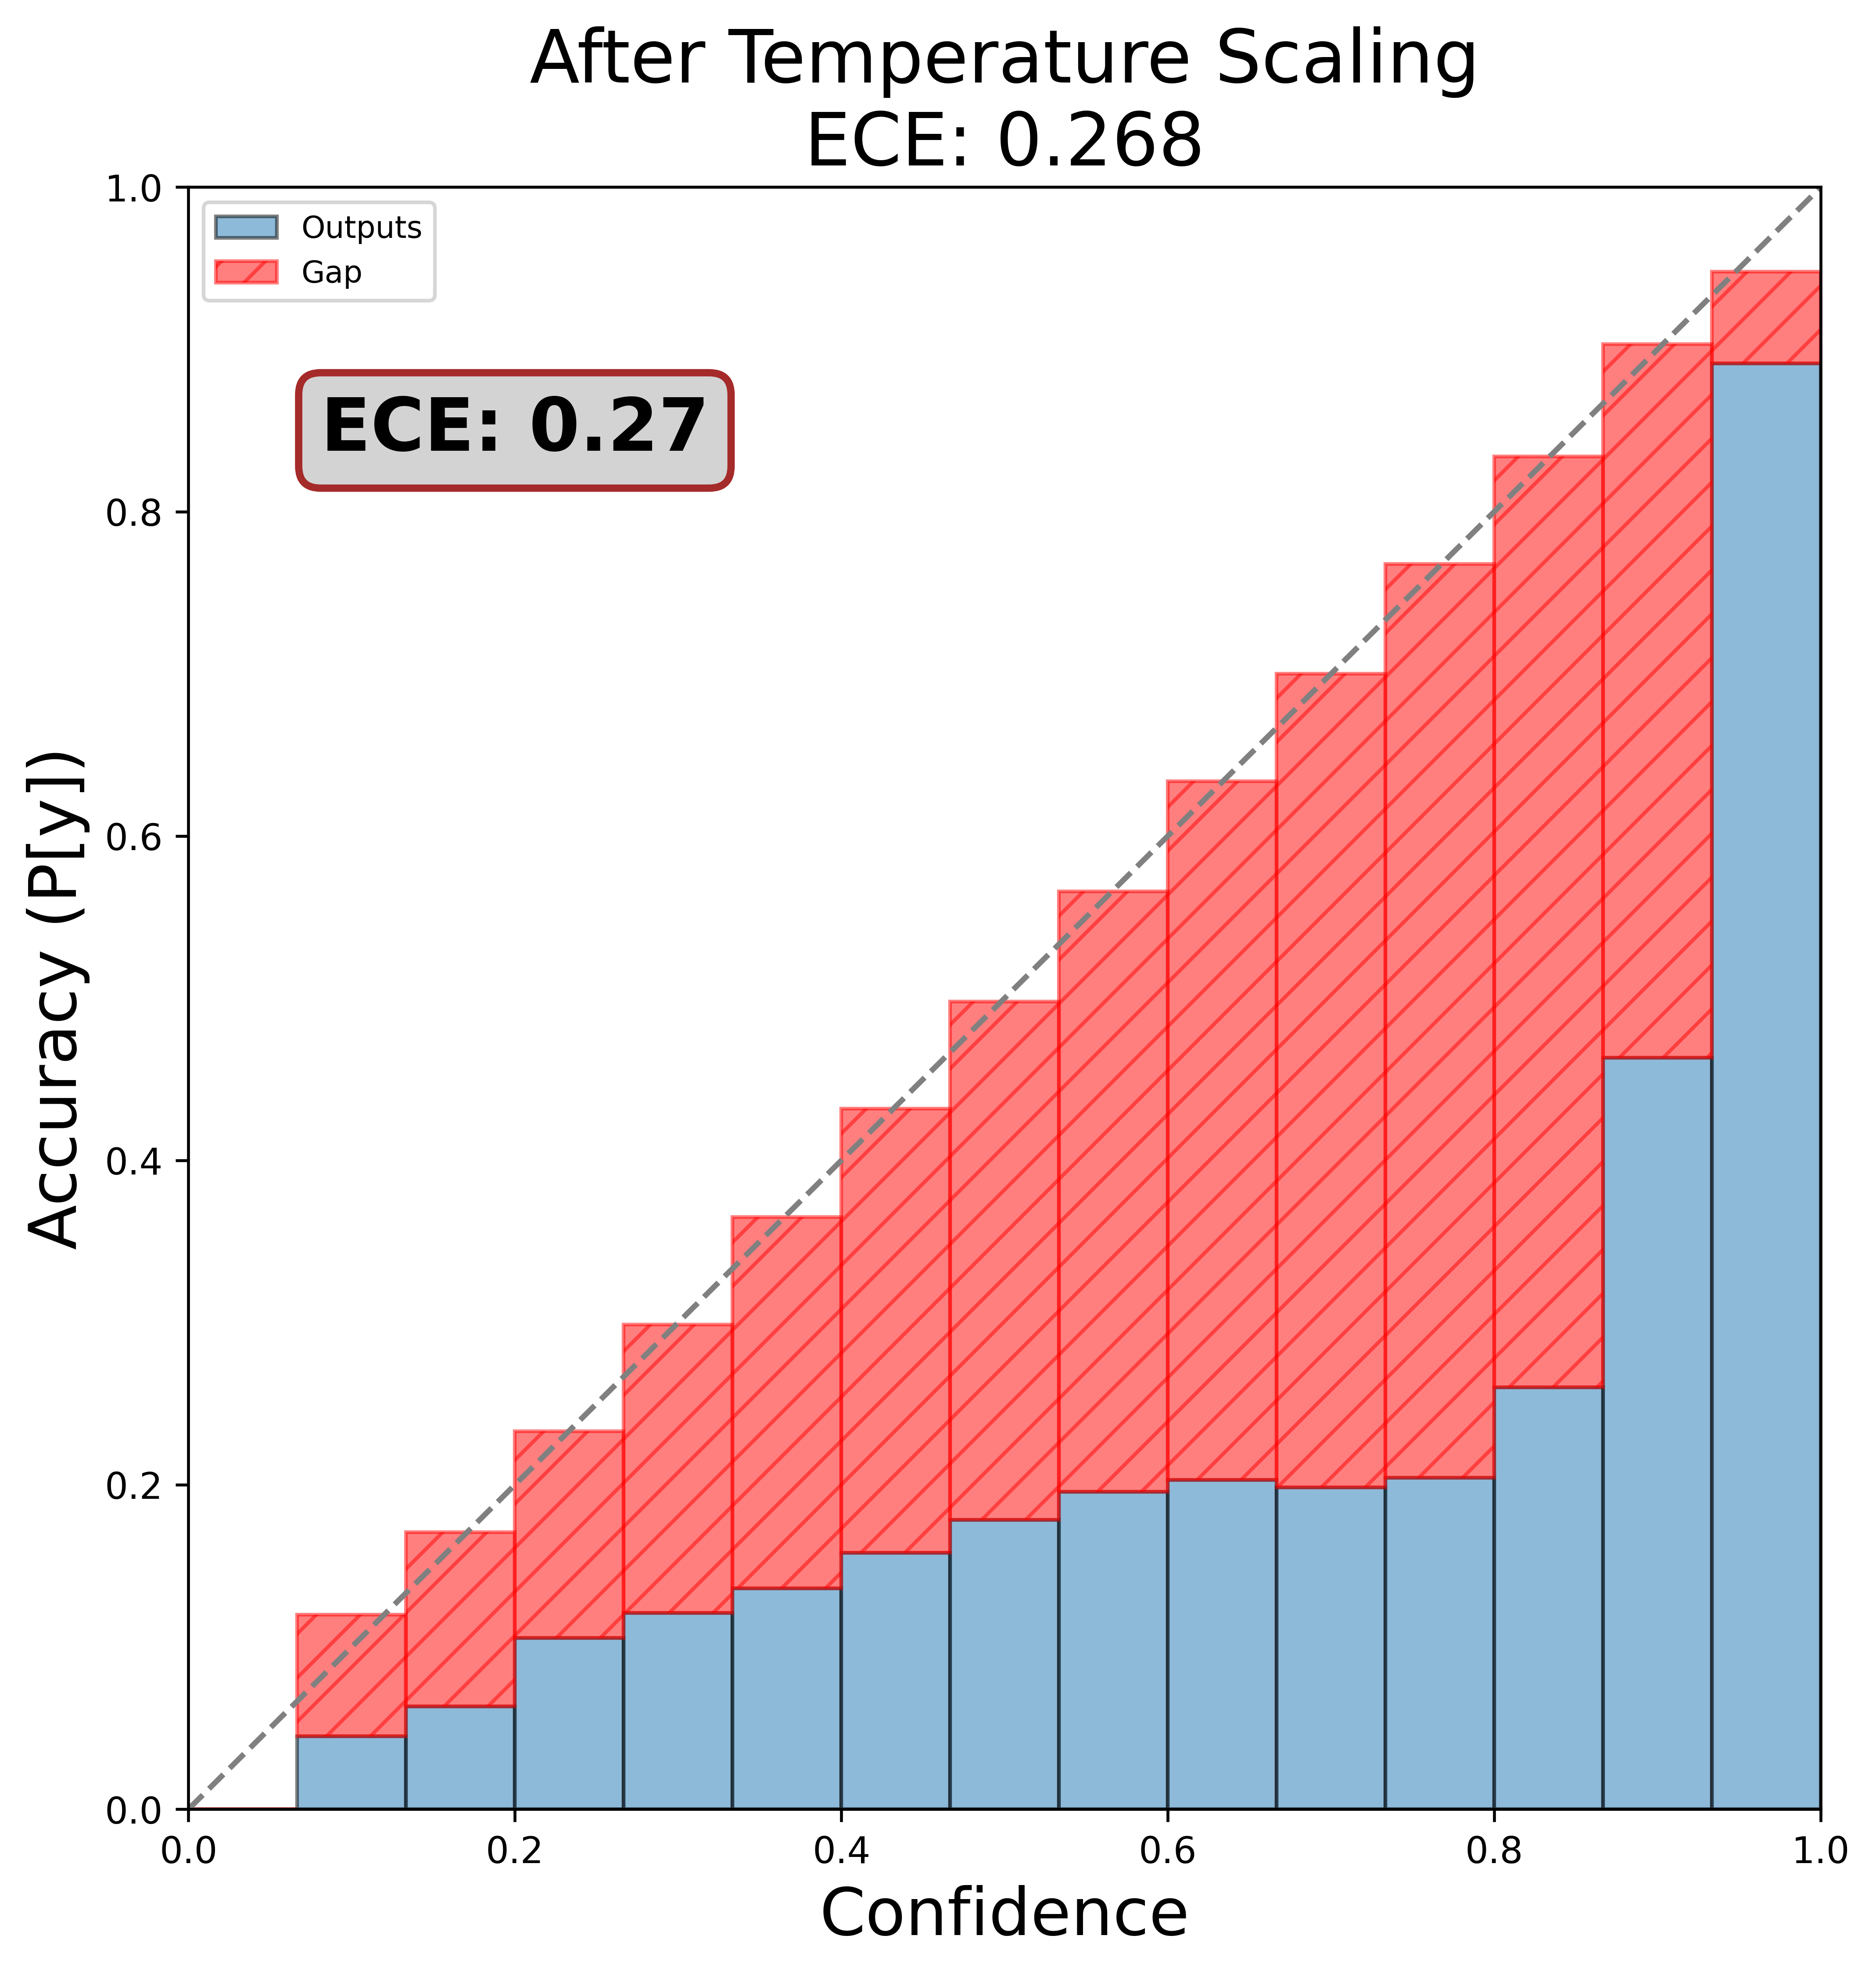 After Temperature Scaling
ECE: 0.268
Outputs
Gap
ECE: 0.27
Accuracy (P[y])
1.0
0.8
0.6
0.4
0.2
0.0
0.0 0.2 0.4 0.6 0.8 1.0
Confidence